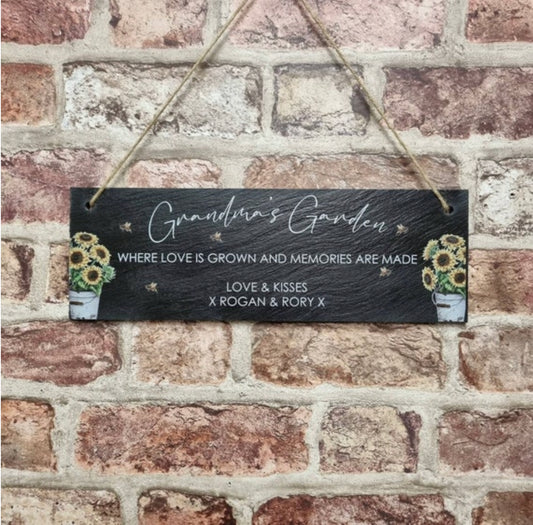 Grandma's Garden
WHERE LOVE IS GROWN AND MEMORIES ARE MADE
LOVE & KISSES
X ROGAN & RORY X